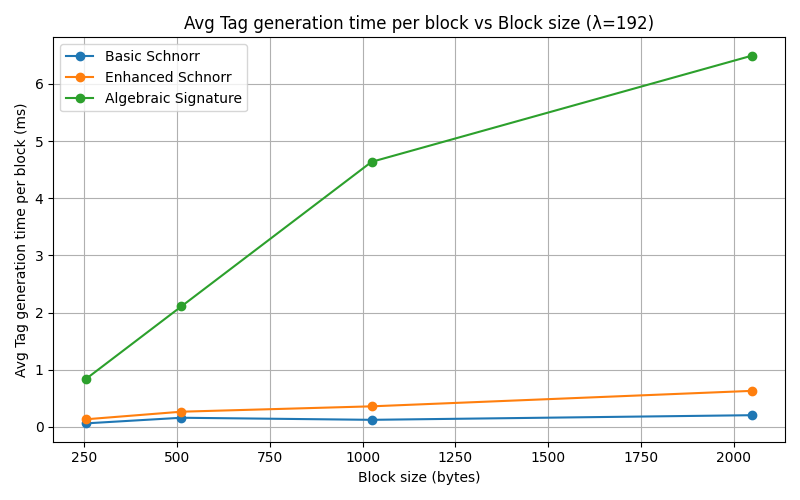 Avg Tag generation time per block vs Block size (λ=192)
Basic Schnorr
Enhanced Schnorr
Algebraic Signature
Avg Tag generation time per block (ms)
6
5
4
3
2
1
0
250 500 750 1000 1250 1500 1750 2000
Block size (bytes)